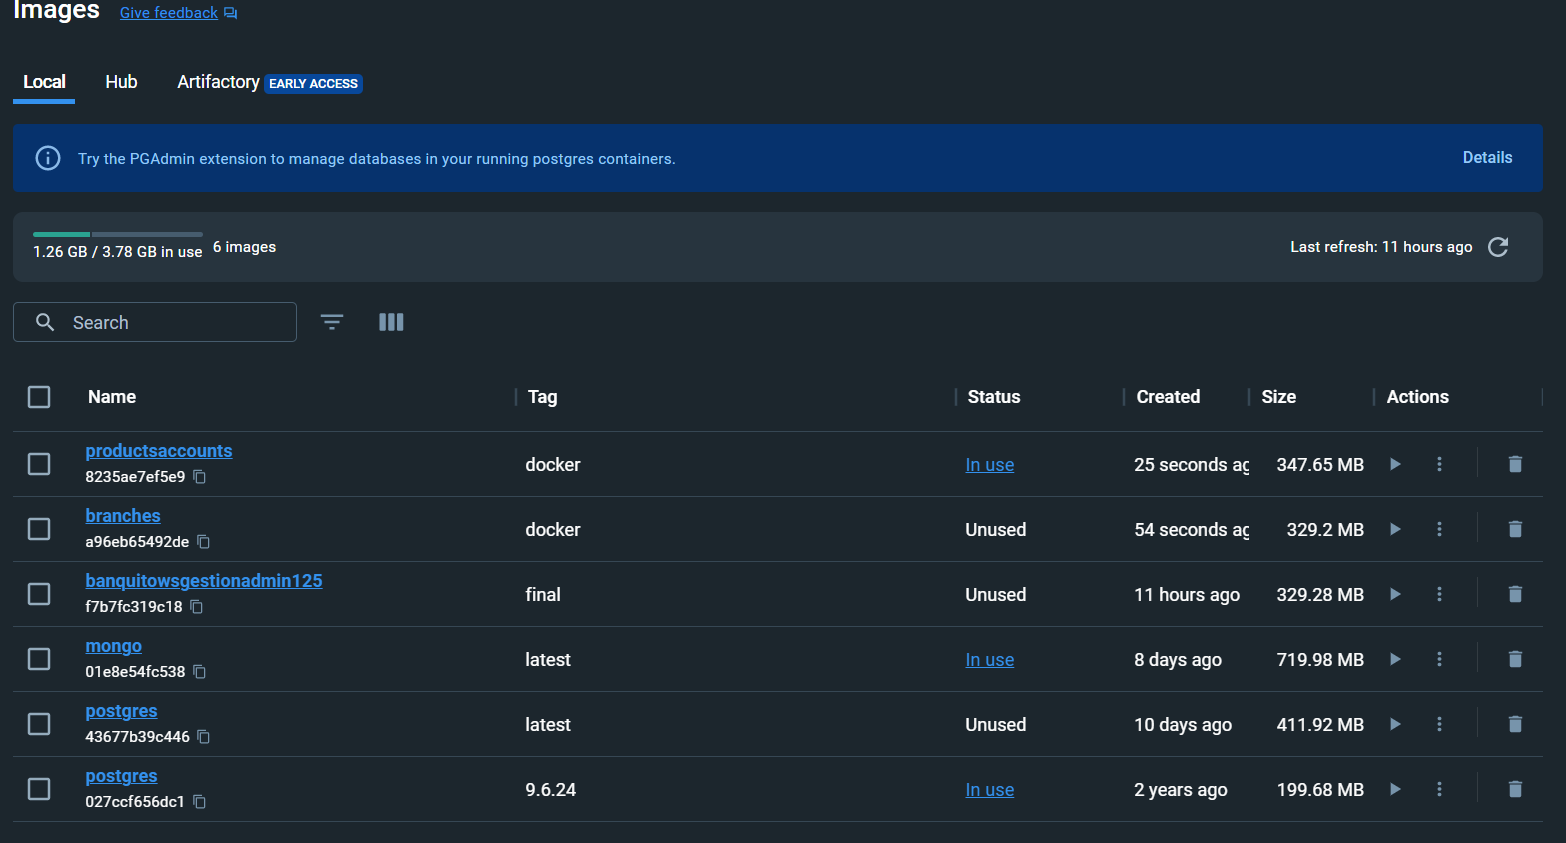 Images Give feedback
Local Hub Artifactory EARLY ACCESS
Try the PGAdmin extension to manage databases in your running postgres containers. Details
1.26 GB / 3.78 GB in use 6 images Last refresh: 11 hours ago
Search
Name Tag Status Created Size Actions
productsaccounts
8235ae7ef5e9 docker In use 25 seconds ag 347.65 MB
branches
a96eb65492de docker Unused 54 seconds ag 329.2 MB
banquitowsgestionadmin125
f7b7fc319c18 final Unused 11 hours ago 329.28 MB
mongo
01e8e54fc538 latest In use 8 days ago 719.98 MB
postgres
43677b39c446 latest Unused 10 days ago 411.92 MB
postgres
027ccf656dc1 9.6.24 In use 2 years ago 199.68 MB